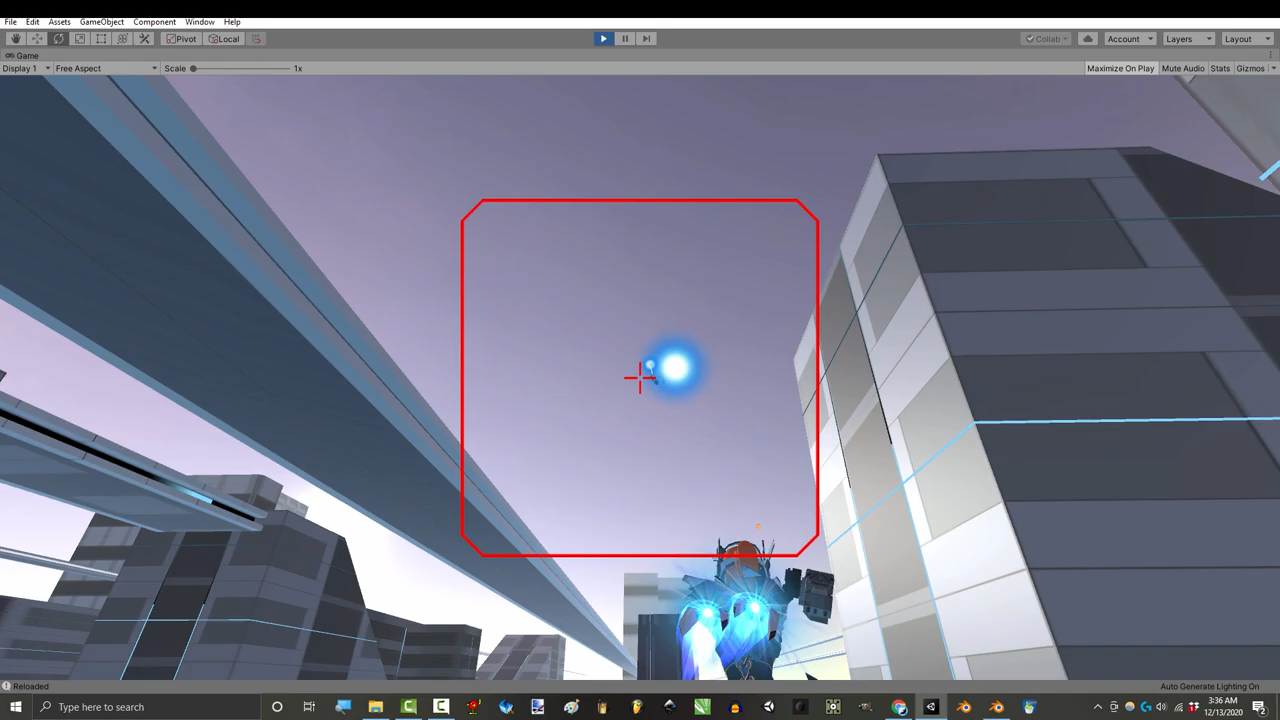 File Edit Assets GameObject Component Window Help
Pivot Local Collab Account Layers Layout
Game
Display 1 Free Aspect Scale 1x Maximize On Play Mute Audio Stats Gizmos
Reloaded Auto Generate Lighting On
Type here to search 3:36 AM
12/13/2020 2